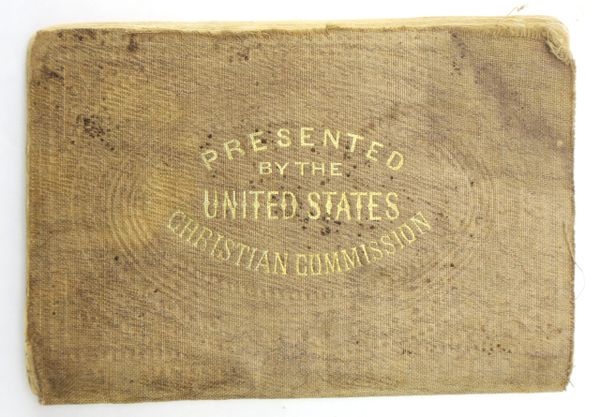 PRESENTED
BY THE
UNITED STATES
CHRISTIAN COMMISSION